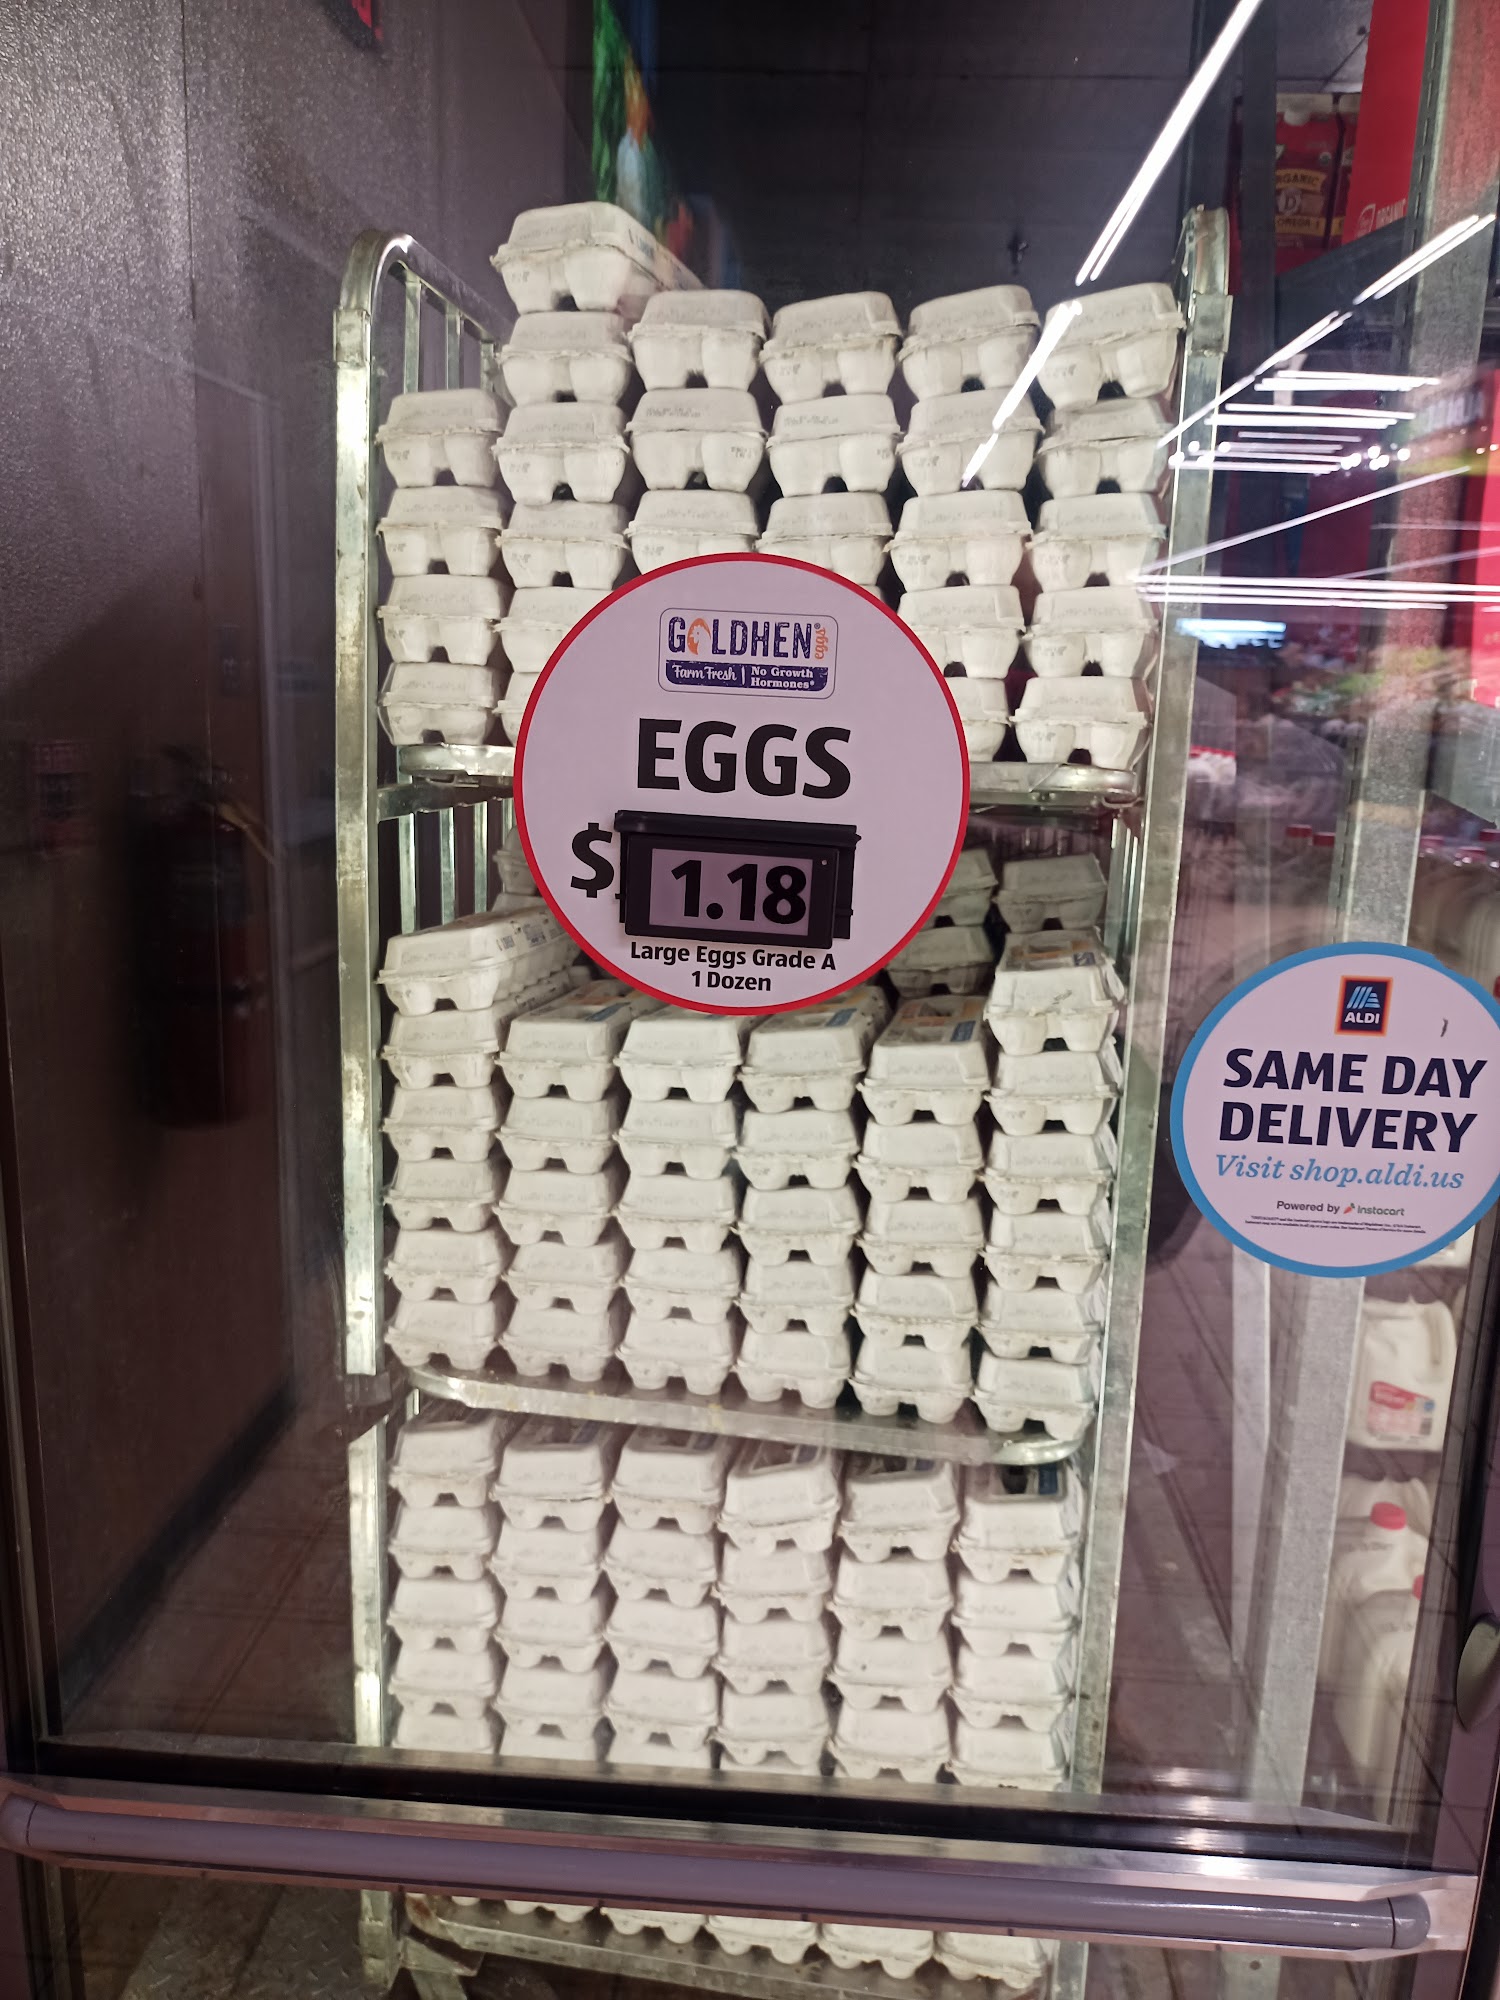 GOLDHEN® eggs
Farm Fresh | No Growth
Hormones*
EGGS
$ 1.18
Large Eggs Grade A
1 Dozen
ALDI
SAME DAY
DELIVERY
Visit shop.aldi.us
Powered by instacart
ORGANIC